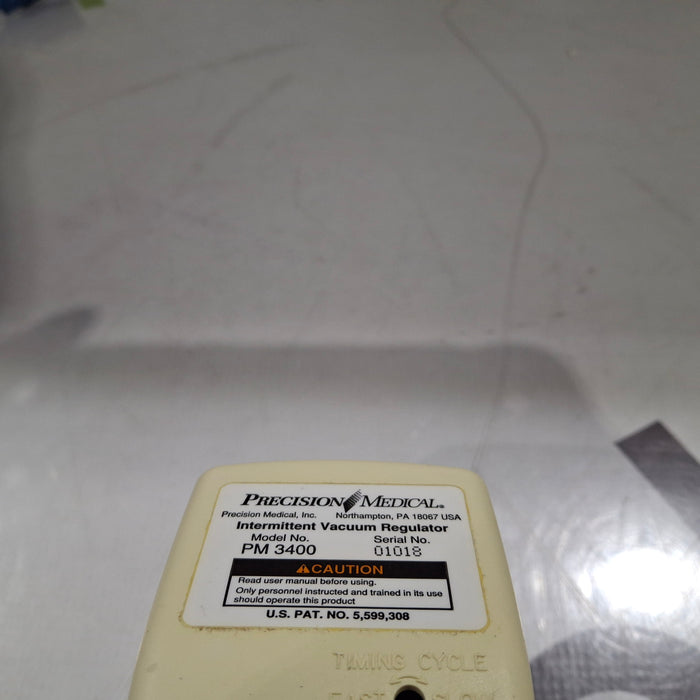 PRECISION MEDICAL®
Precision Medical, Inc. Northampton, PA 18067 USA
Intermittent Vacuum Regulator
Model No. Serial No.
PM 3400 01018
CAUTION
Read user manual before using.
Only personnel instructed and trained in its use
should operate this product
U.S. PAT. NO. 5,599,308
TIMING CYCLE
FAST SLOW